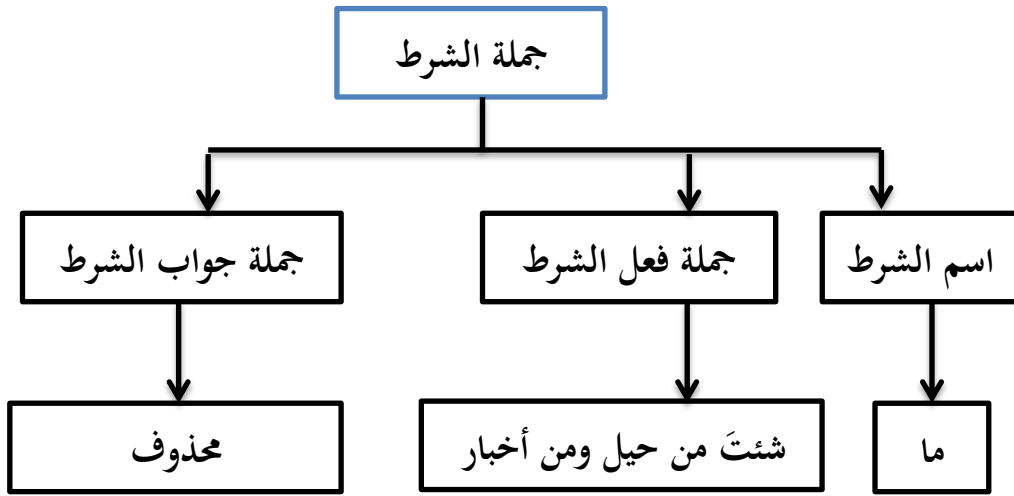 جملة الشرط
اسم الشرط
جملة فعل الشرط
جملة جواب الشرط
ما
شئتَ من حيل ومن أخبار
محذوف